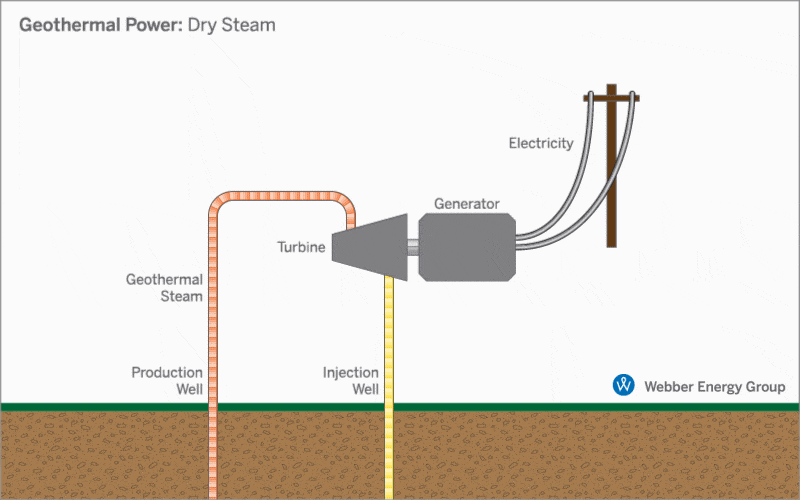 Geothermal Power: Dry Steam
Electricity
Generator
Turbine
Geothermal
Steam
Production
Well
Injection
Well
Webber Energy Group